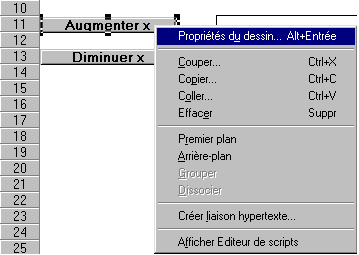 10
11 Augmenter x
Propriétés du dessin... Alt+Entrée
12
13 Diminuer x
Couper... Ctrl+X
14
Copier... Ctrl+C
15
Coller... Ctrl+V
16
Effacer Suppr
17
18
Premier plan
19
Arrière-plan
20
Grouper
21
Dissocier
22
23
Créer liaison hypertexte...
24
Afficher Editeur de scripts
25